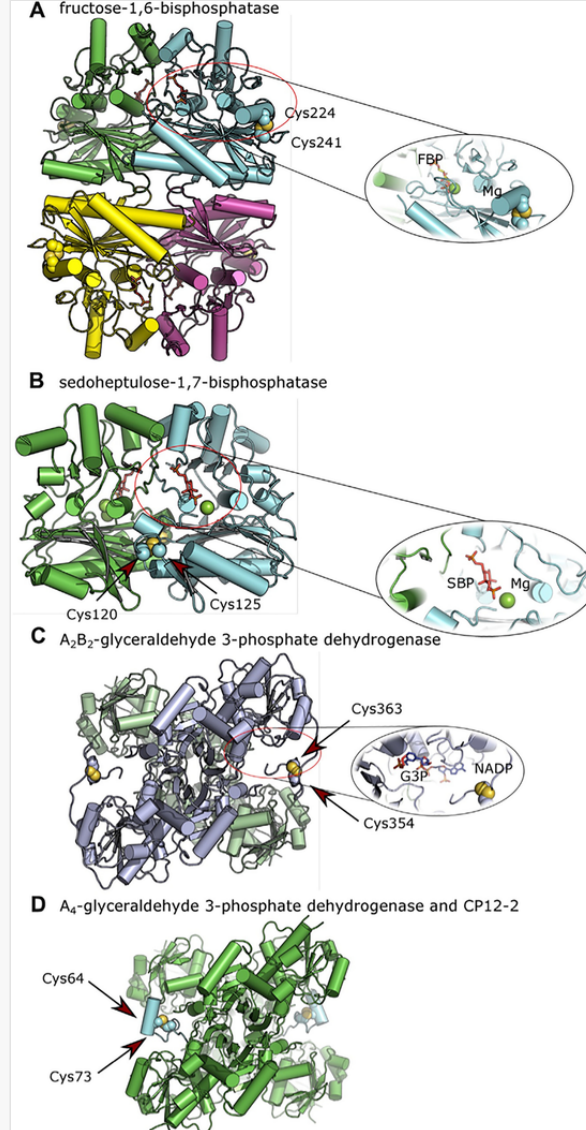 A fructose-1,6-bisphosphatase
Cys224
Cys241
FBP
Mg
B sedoheptulose-1,7-bisphosphatase
SBP
Mg
Cys120
Cys125
C A₂B₂-glyceraldehyde 3-phosphate dehydrogenase
Cys363
G3P
NADP
Cys354
D A₄-glyceraldehyde 3-phosphate dehydrogenase and CP12-2
Cys64
Cys73